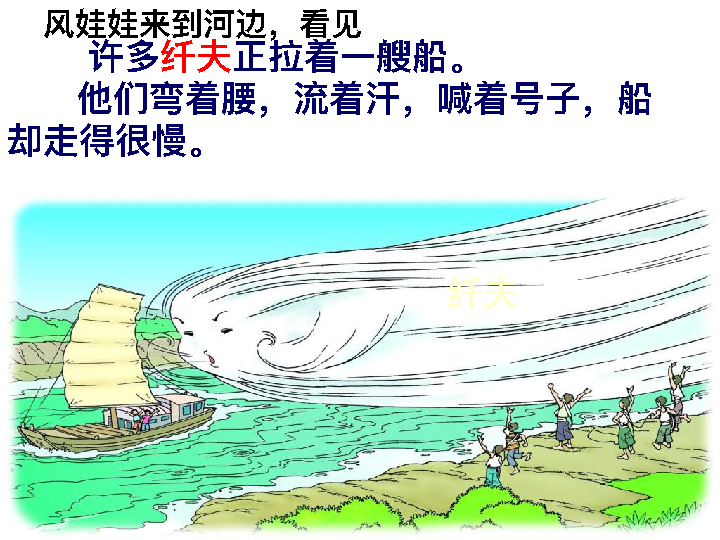 风娃娃来到河边，看见
许多纤夫正拉着一艘船。
他们弯着腰，流着汗，喊着号子，船
却走得很慢。
纤夫